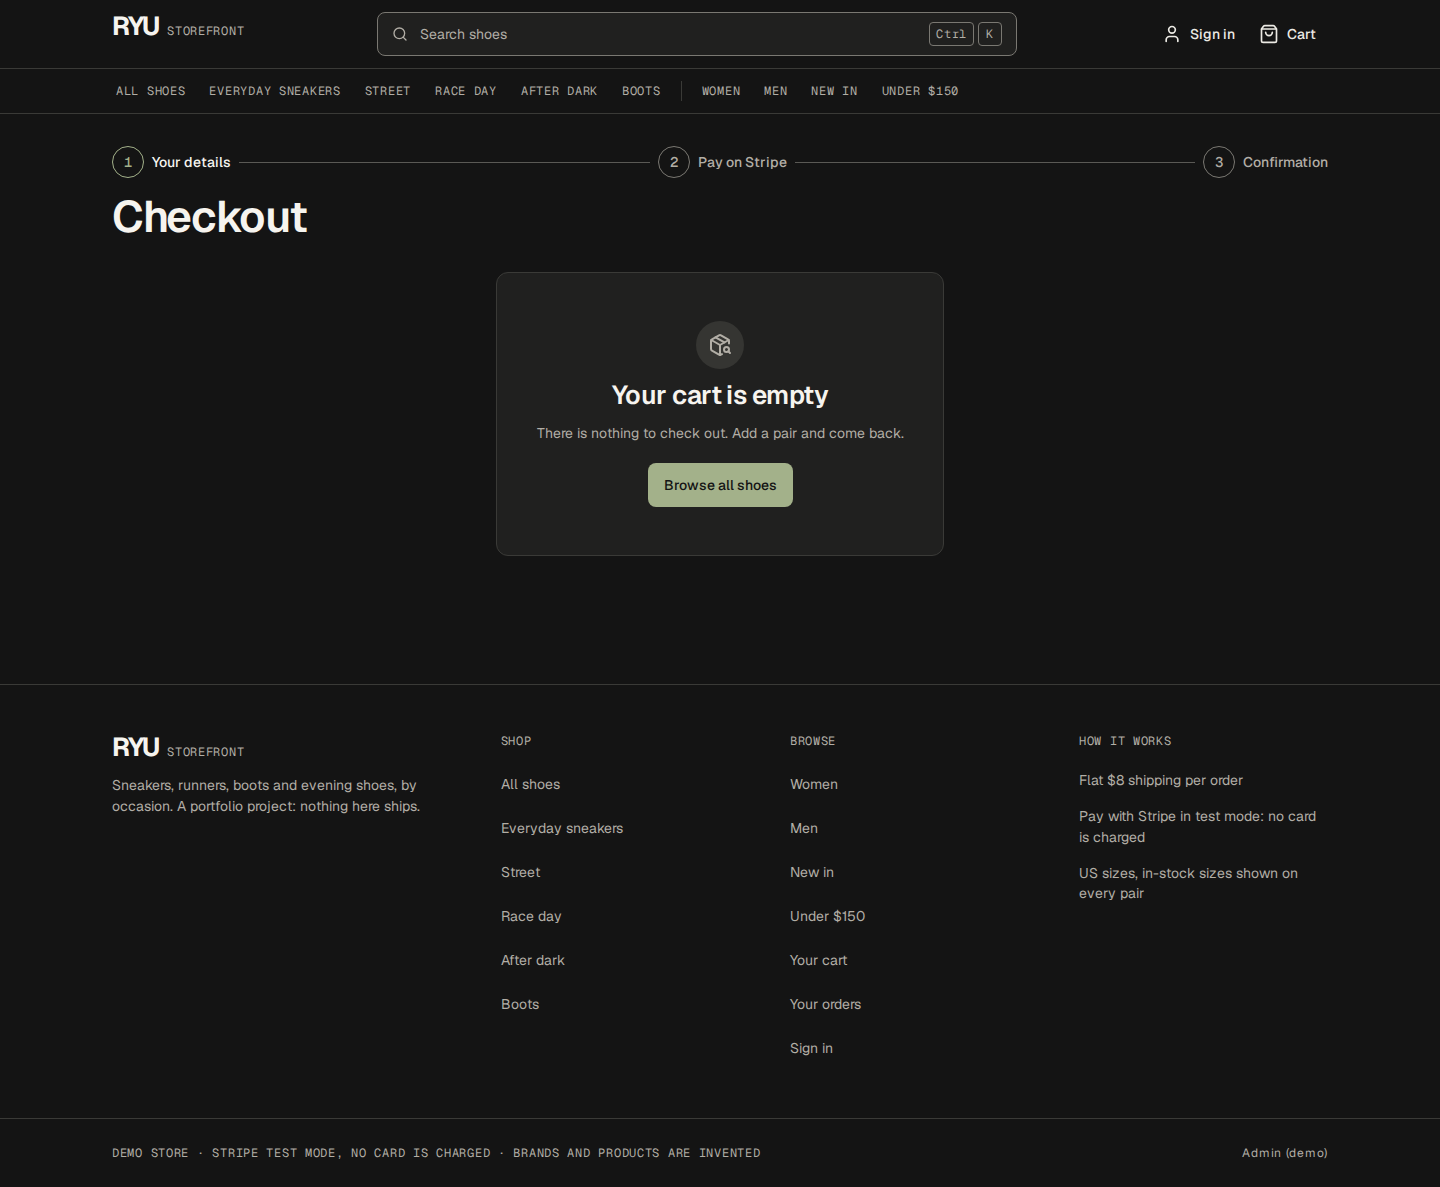 RYU STOREFRONT
Search shoes
Ctrl K
Sign in
Cart
ALL SHOES EVERYDAY SNEAKERS STREET RACE DAY AFTER DARK BOOTS WOMEN MEN NEW IN UNDER $150
1 Your details
2 Pay on Stripe
3 Confirmation
Checkout
Your cart is empty
There is nothing to check out. Add a pair and come back.
Browse all shoes
RYU STOREFRONT
Sneakers, runners, boots and evening shoes, by
occasion. A portfolio project: nothing here ships.
SHOP
All shoes
Everyday sneakers
Street
Race day
After dark
Boots
BROWSE
Women
Men
New in
Under $150
Your cart
Your orders
Sign in
HOW IT WORKS
Flat $8 shipping per order
Pay with Stripe in test mode: no card
is charged
US sizes, in-stock sizes shown on
every pair
DEMO STORE · STRIPE TEST MODE, NO CARD IS CHARGED · BRANDS AND PRODUCTS ARE INVENTED
Admin (demo)